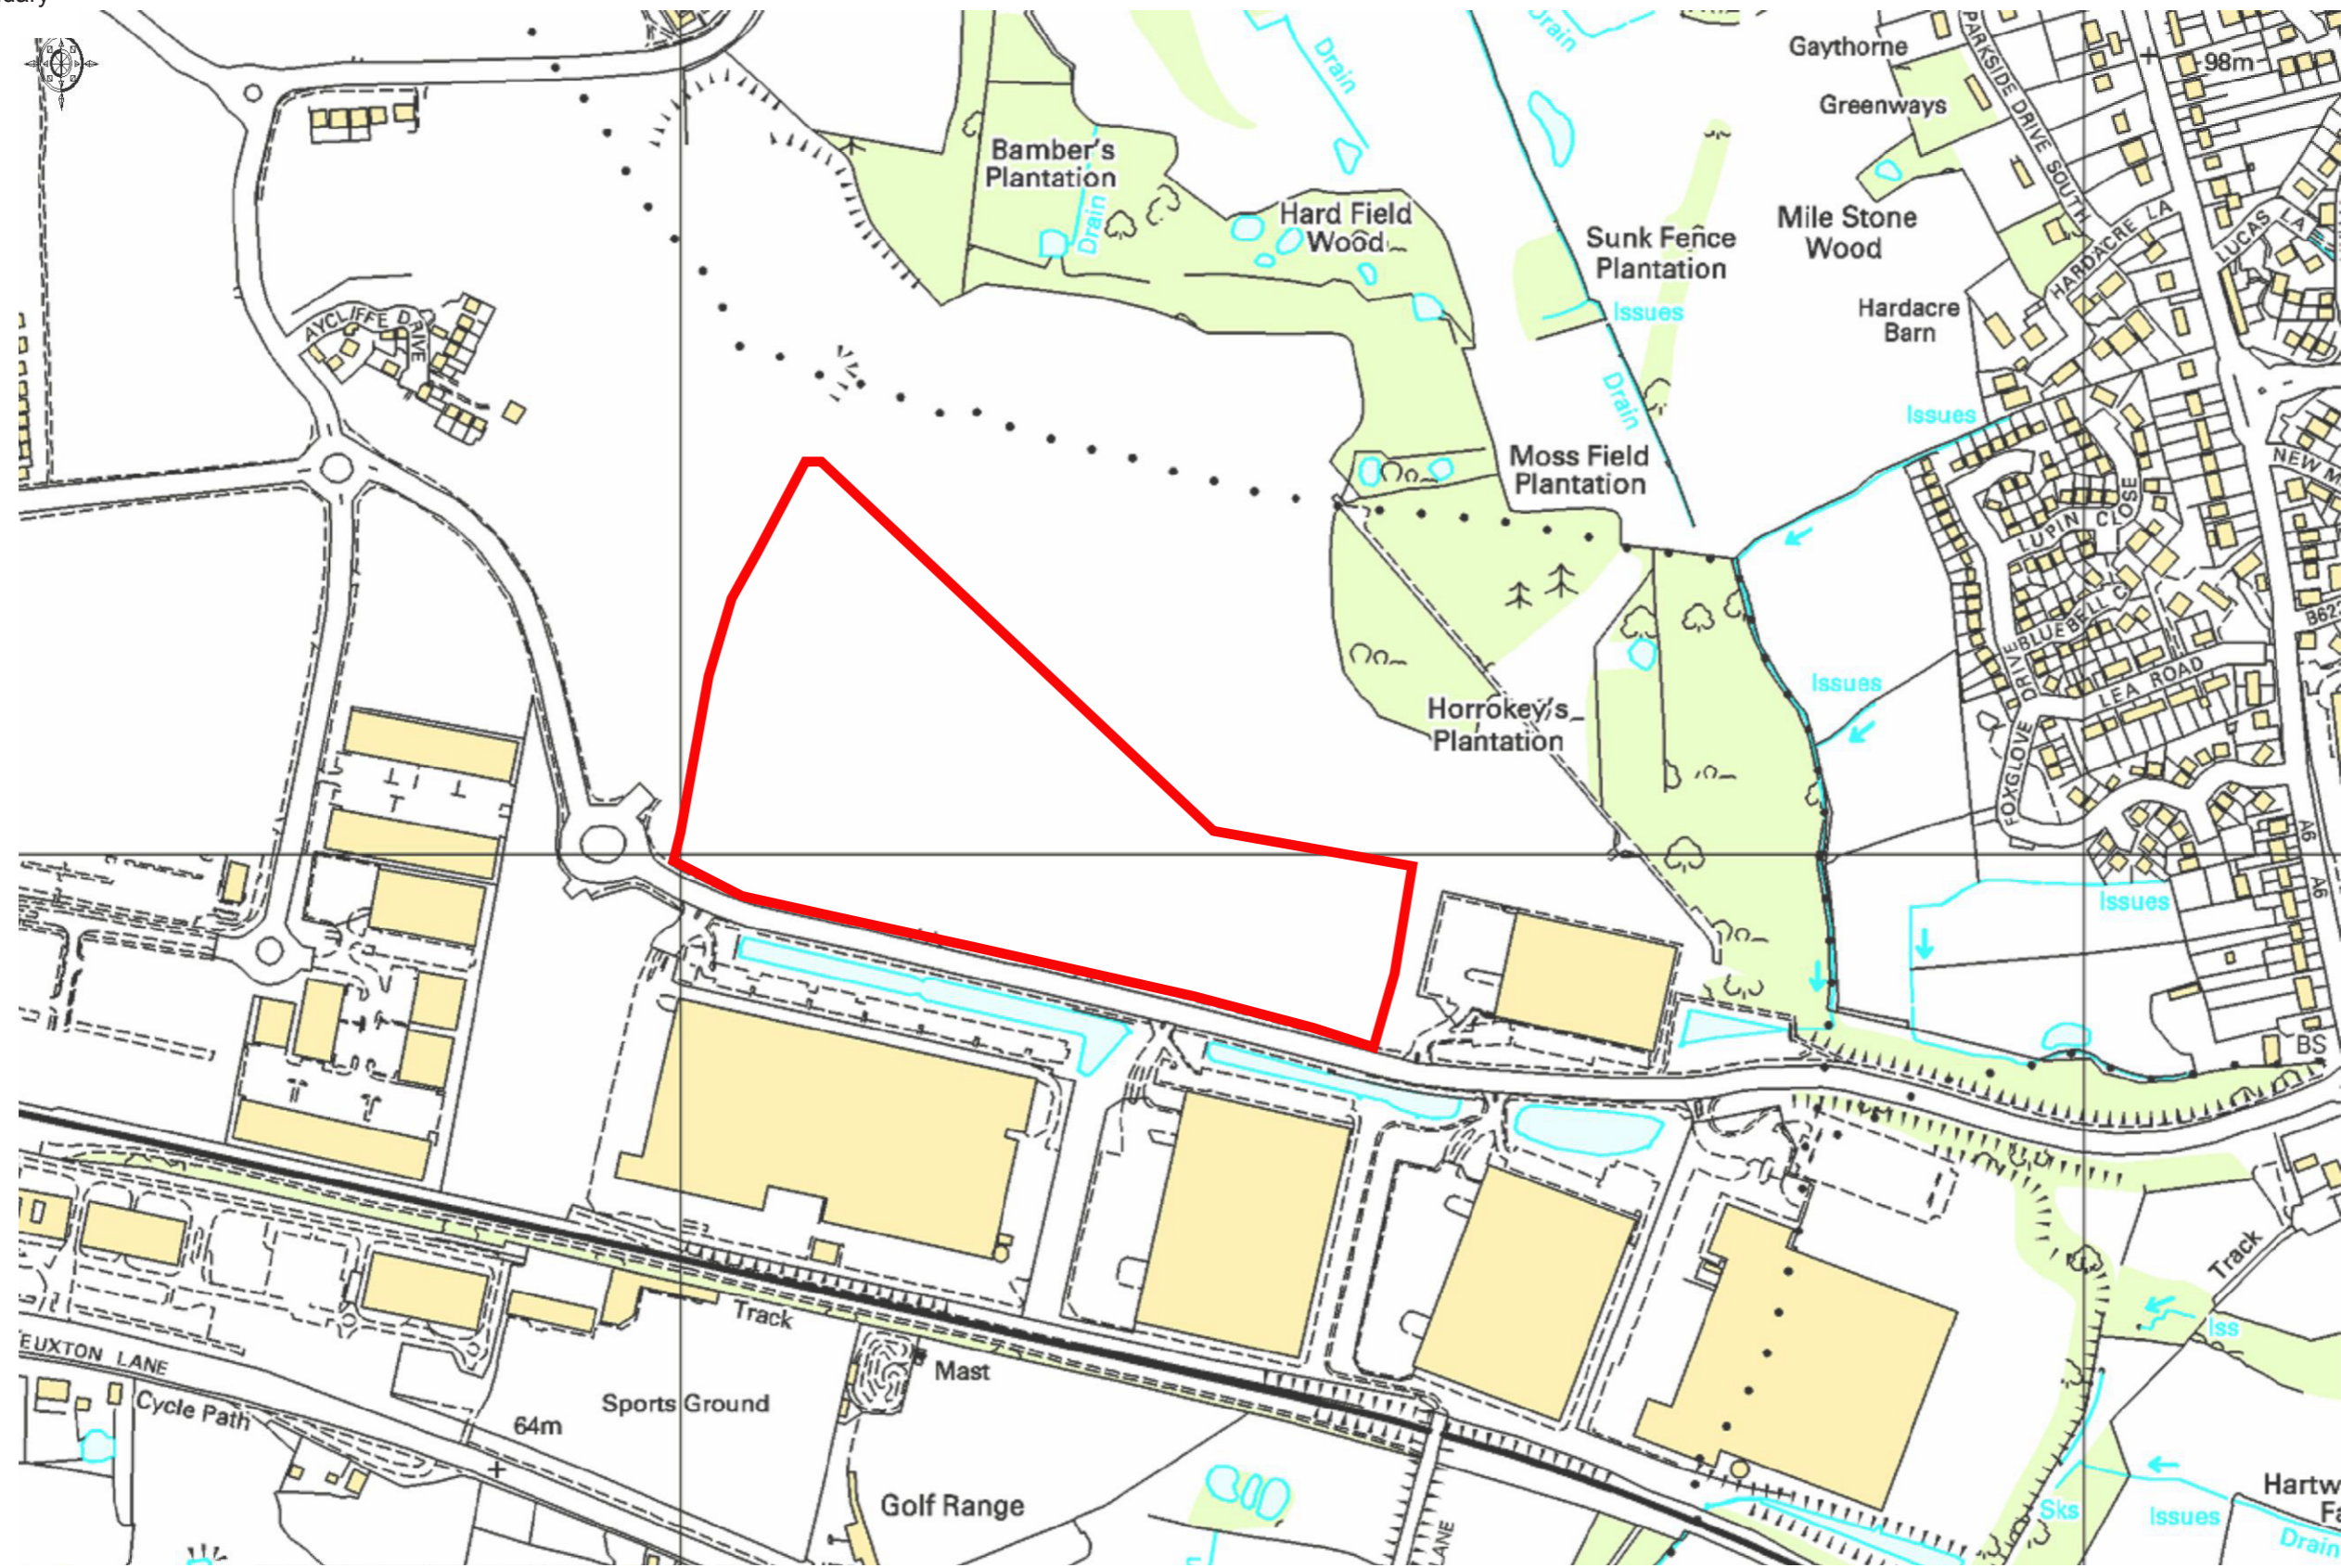 Drain
Drain
Gaythorne
98m
PARKSIDE DRIVE SOUTH
Greenways
Bamber's
Plantation
Drain
Hard Field
Wood
Sunk Fence
Plantation
Issues
Mile Stone
Wood
HARDACRE LA
LUCAS LA
Hardacre
Barn
AYCLIFFE DRIVE
Drain
Issues
Moss Field
Plantation
NEW M
LUPIN CLOSE
BLUEBELL C
B62
Issues
LEA ROAD
FOXGLOVE DRIVE
Horrokey's
Plantation
A6
A6
Issues
BS
Track
Track
Iss
EUXTON LANE
Mast
Cycle Path
Sports Ground
64m
Golf Range
LANE
Sks
Issues
Hartw
Fa
Drain